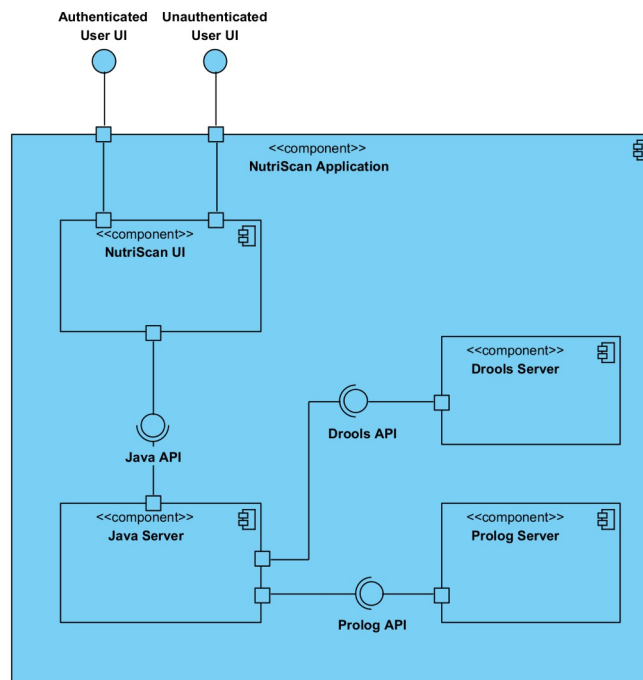 Authenticated
User UI
Unauthenticated
User UI
<<component>>
NutriScan Application
<<component>>
NutriScan UI
<<component>>
Drools Server
Drools API
Java API
<<component>>
Java Server
<<component>>
Prolog Server
Prolog API